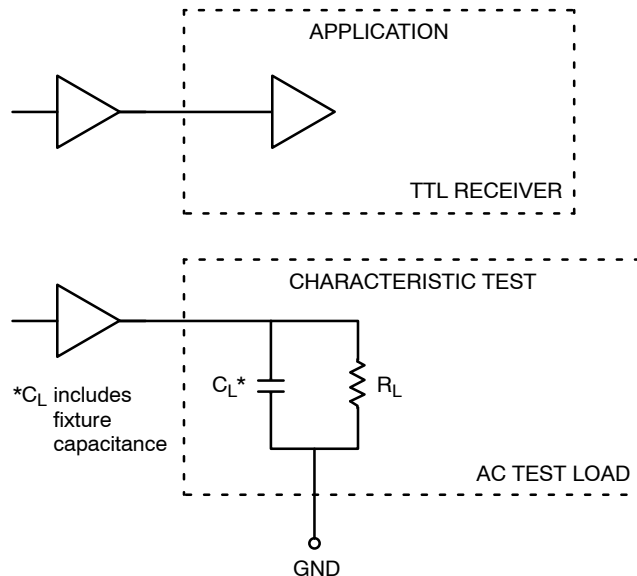 APPLICATION
TTL RECEIVER
CHARACTERISTIC TEST
*CL includes
fixture
capacitance
CL*
RL
AC TEST LOAD
GND